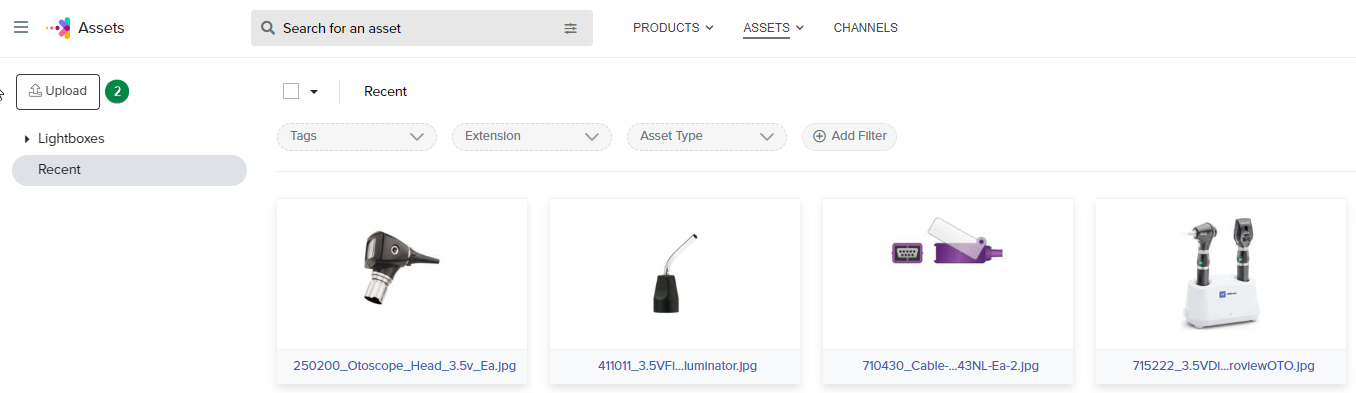 Assets
Search for an asset
PRODUCTS
ASSETS
CHANNELS
Upload
2
Recent
Lightboxes
Recent
Tags
Extension
Asset Type
Add Filter
250200_Otoscope_Head_3.5v_Ea.jpg
411011_3.5VFl...luminator.jpg
710430_Cable-...43NL-Ea-2.jpg
715222_3.5VDi...roviewOTO.jpg